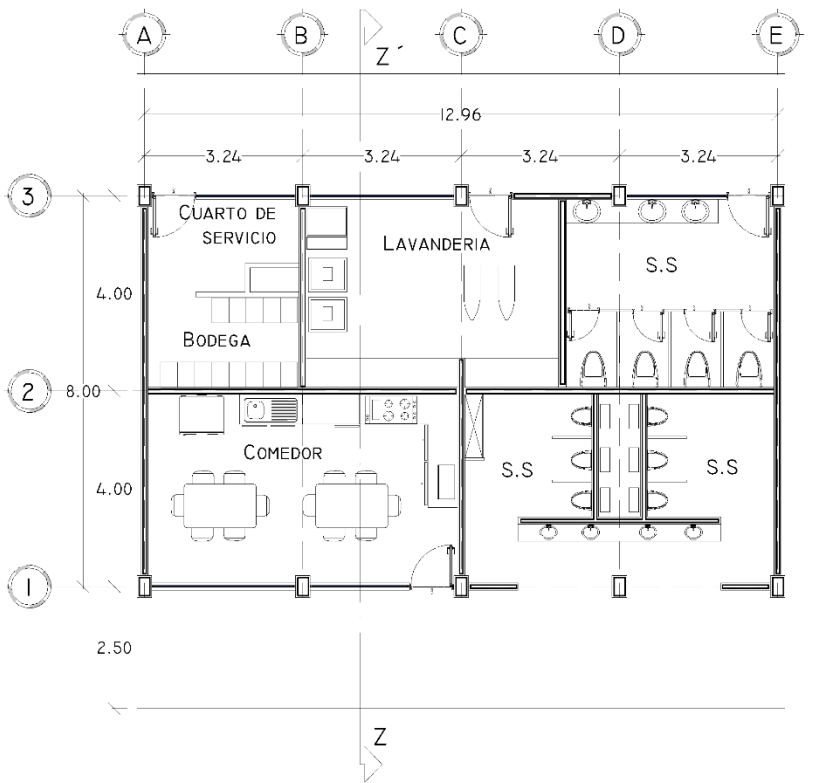 A B C D E
Z´
12.96
3.24 3.24 3.24 3.24
3
CUARTO DE
SERVICIO
LAVANDERIA
S.S
4.00
BODEGA
2
8.00
COMEDOR
S.S
S.S
4.00
1
2.50
Z